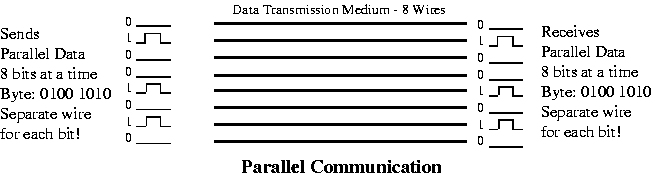 Data Transmission Medium - 8 Wires
Sends
Parallel Data
8 bits at a time
Byte: 0100 1010
Separate wire
for each bit!
0
1
0
0
1
0
1
0
0
1
0
0
1
0
1
0
Receives
Parallel Data
8 bits at a time
Byte: 0100 1010
Separate wire
for each bit!
Parallel Communication